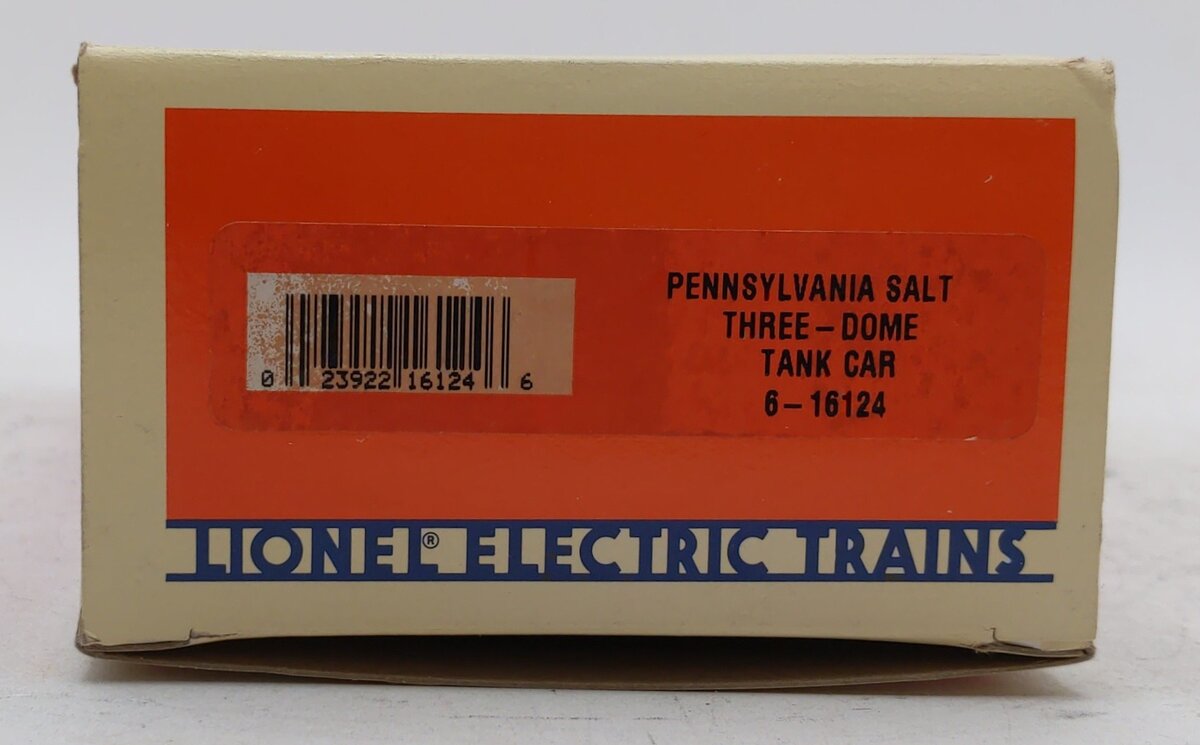 PENNSYLVANIA SALT
THREE-DOME
TANK CAR
6-16124
0 23922 16124 6
LIONEL® ELECTRIC TRAINS